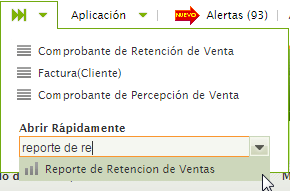 Aplicación
NUEVO
Alertas (93)
Comprobante de Retención de Venta
Factura(Cliente)
Comprobante de Percepción de Venta
Abrir Rápidamente
reporte de re
Reporte de Retencion de Ventas